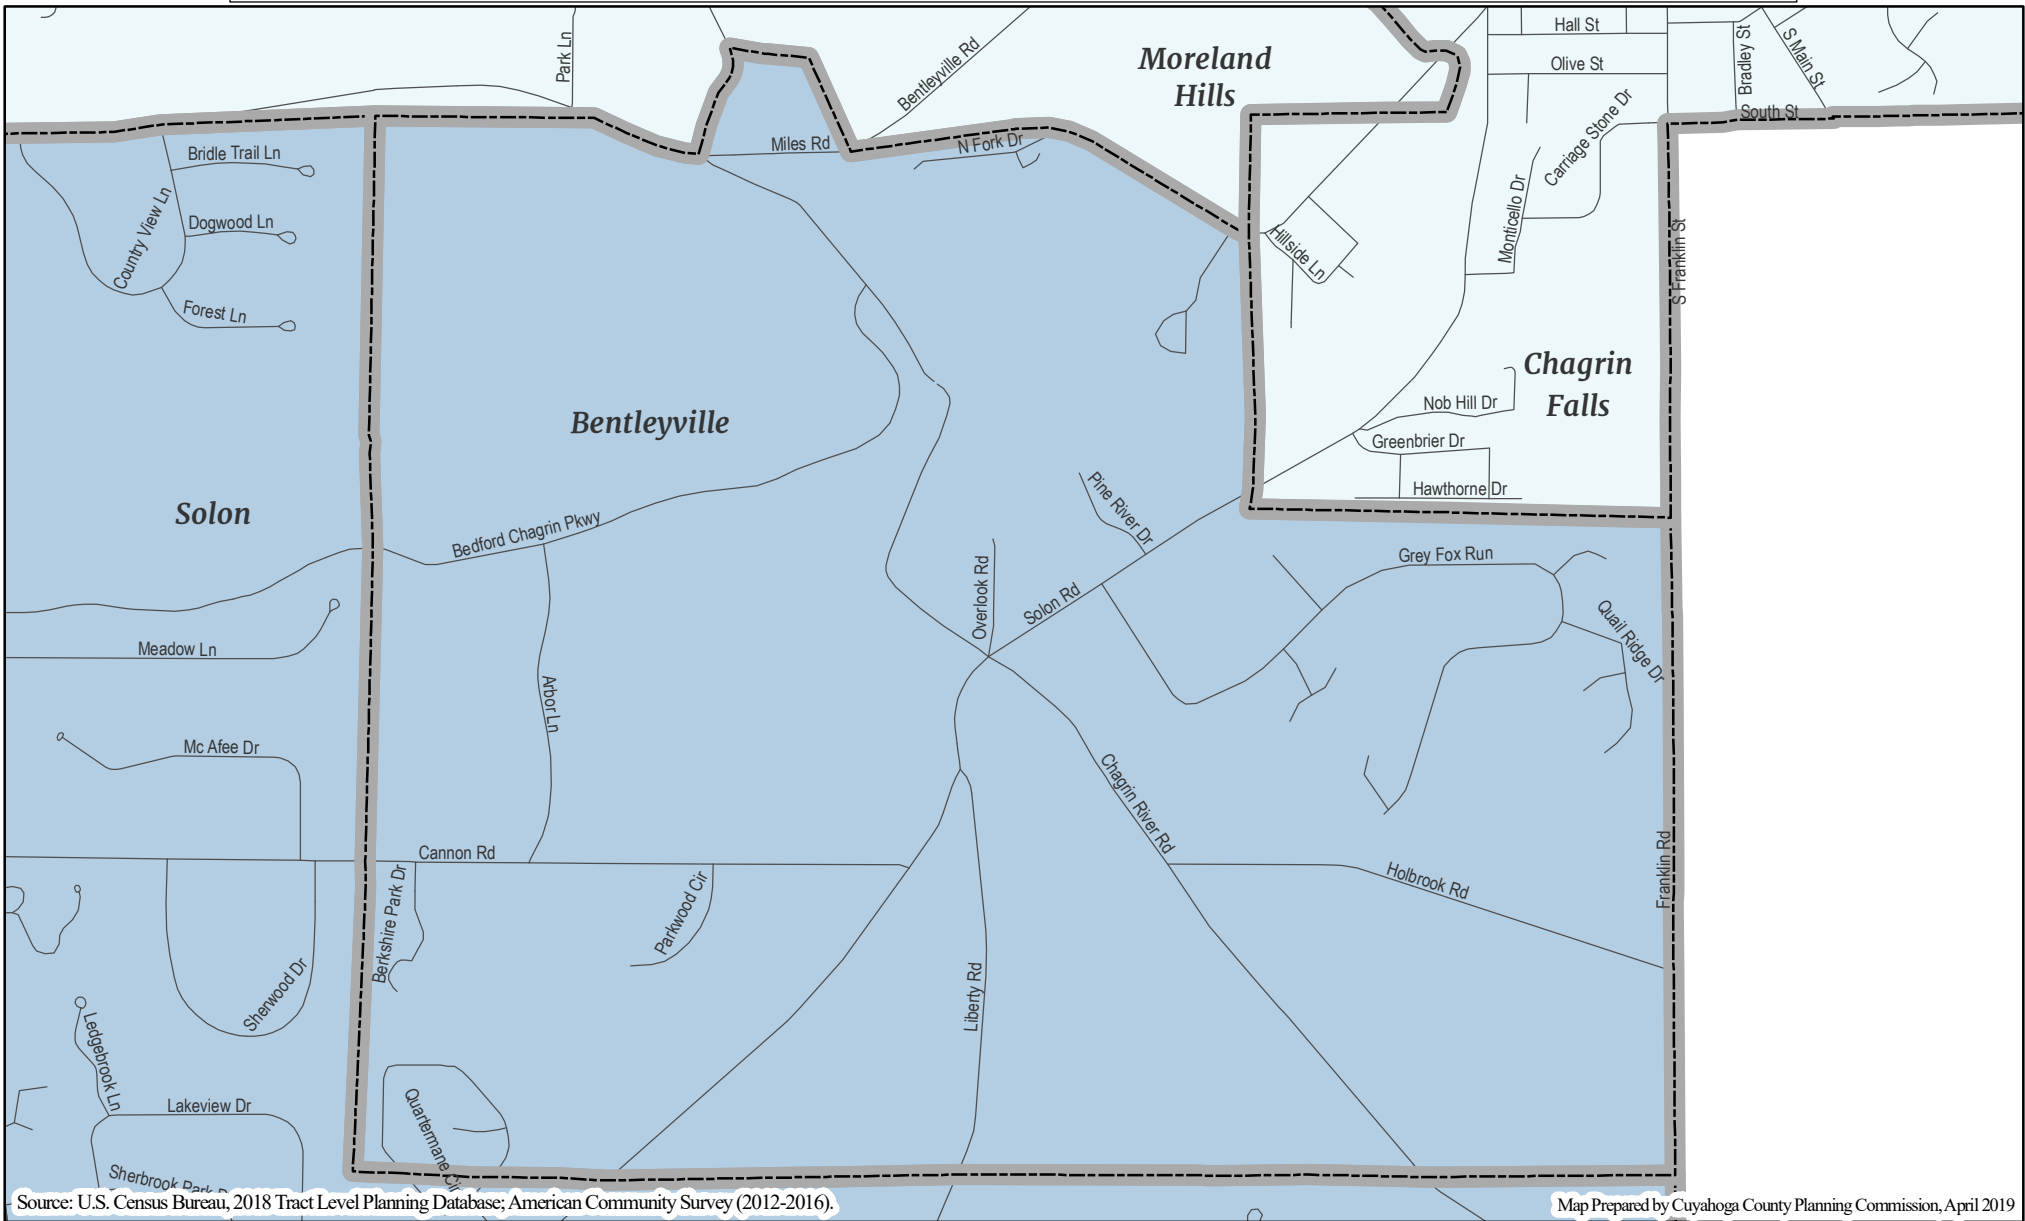 Hall St
S Main St
Bradley St
Park Ln
Bentleyville Rd
Moreland
Hills
Olive St
South St
Carriage Stone Dr
Miles Rd
N Fork Dr
Bridle Trail Ln
Country View Ln
Dogwood Ln
Monticello Dr
Hillside Ln
S Franklin St
Forest Ln
Chagrin
Falls
Nob Hill Dr
Bentleyville
Greenbrier Dr
Hawthorne Dr
Solon
Pine River Dr
Bedford Chagrin Pkwy
Grey Fox Run
Overlook Rd
Solon Rd
Quail Ridge Dr
Meadow Ln
Arbor Ln
Mc Afee Dr
Chagrin River Rd
Cannon Rd
Franklin Rd
Holbrook Rd
Berkshire Park Dr
Parkwood Cir
Sherwood Dr
Liberty Rd
Ledgebrook Ln
Lakeview Dr
Quartermane Cir
Sherbrook Park
Source: U.S. Census Bureau, 2018 Tract Level Planning Database; American Community Survey (2012-2016).
Map Prepared by Cuyahoga County Planning Commission, April 2019